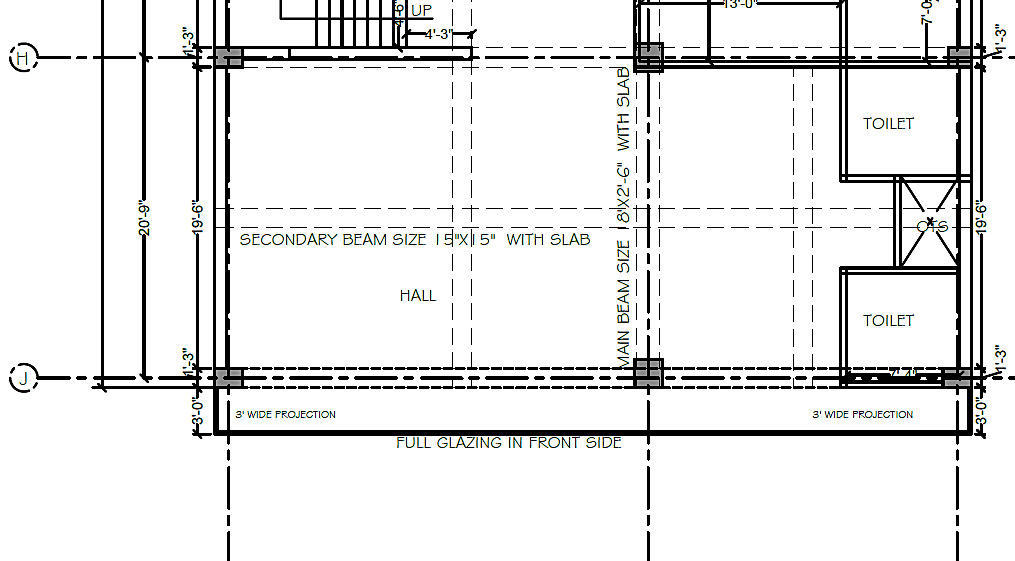 UP
4'-3"
13'-0"
1'-3"
1'-3"
H
TOILET
MAIN BEAM SIZE 18'X2'-6" WITH SLAB
20'-9"
19'-6"
19'-6"
OTS
SECONDARY BEAM SIZE 15"X15" WITH SLAB
HALL
TOILET
1'-3"
1'-3"
J
3'-0"
3' WIDE PROJECTION
3' WIDE PROJECTION
3'-0"
FULL GLAZING IN FRONT SIDE